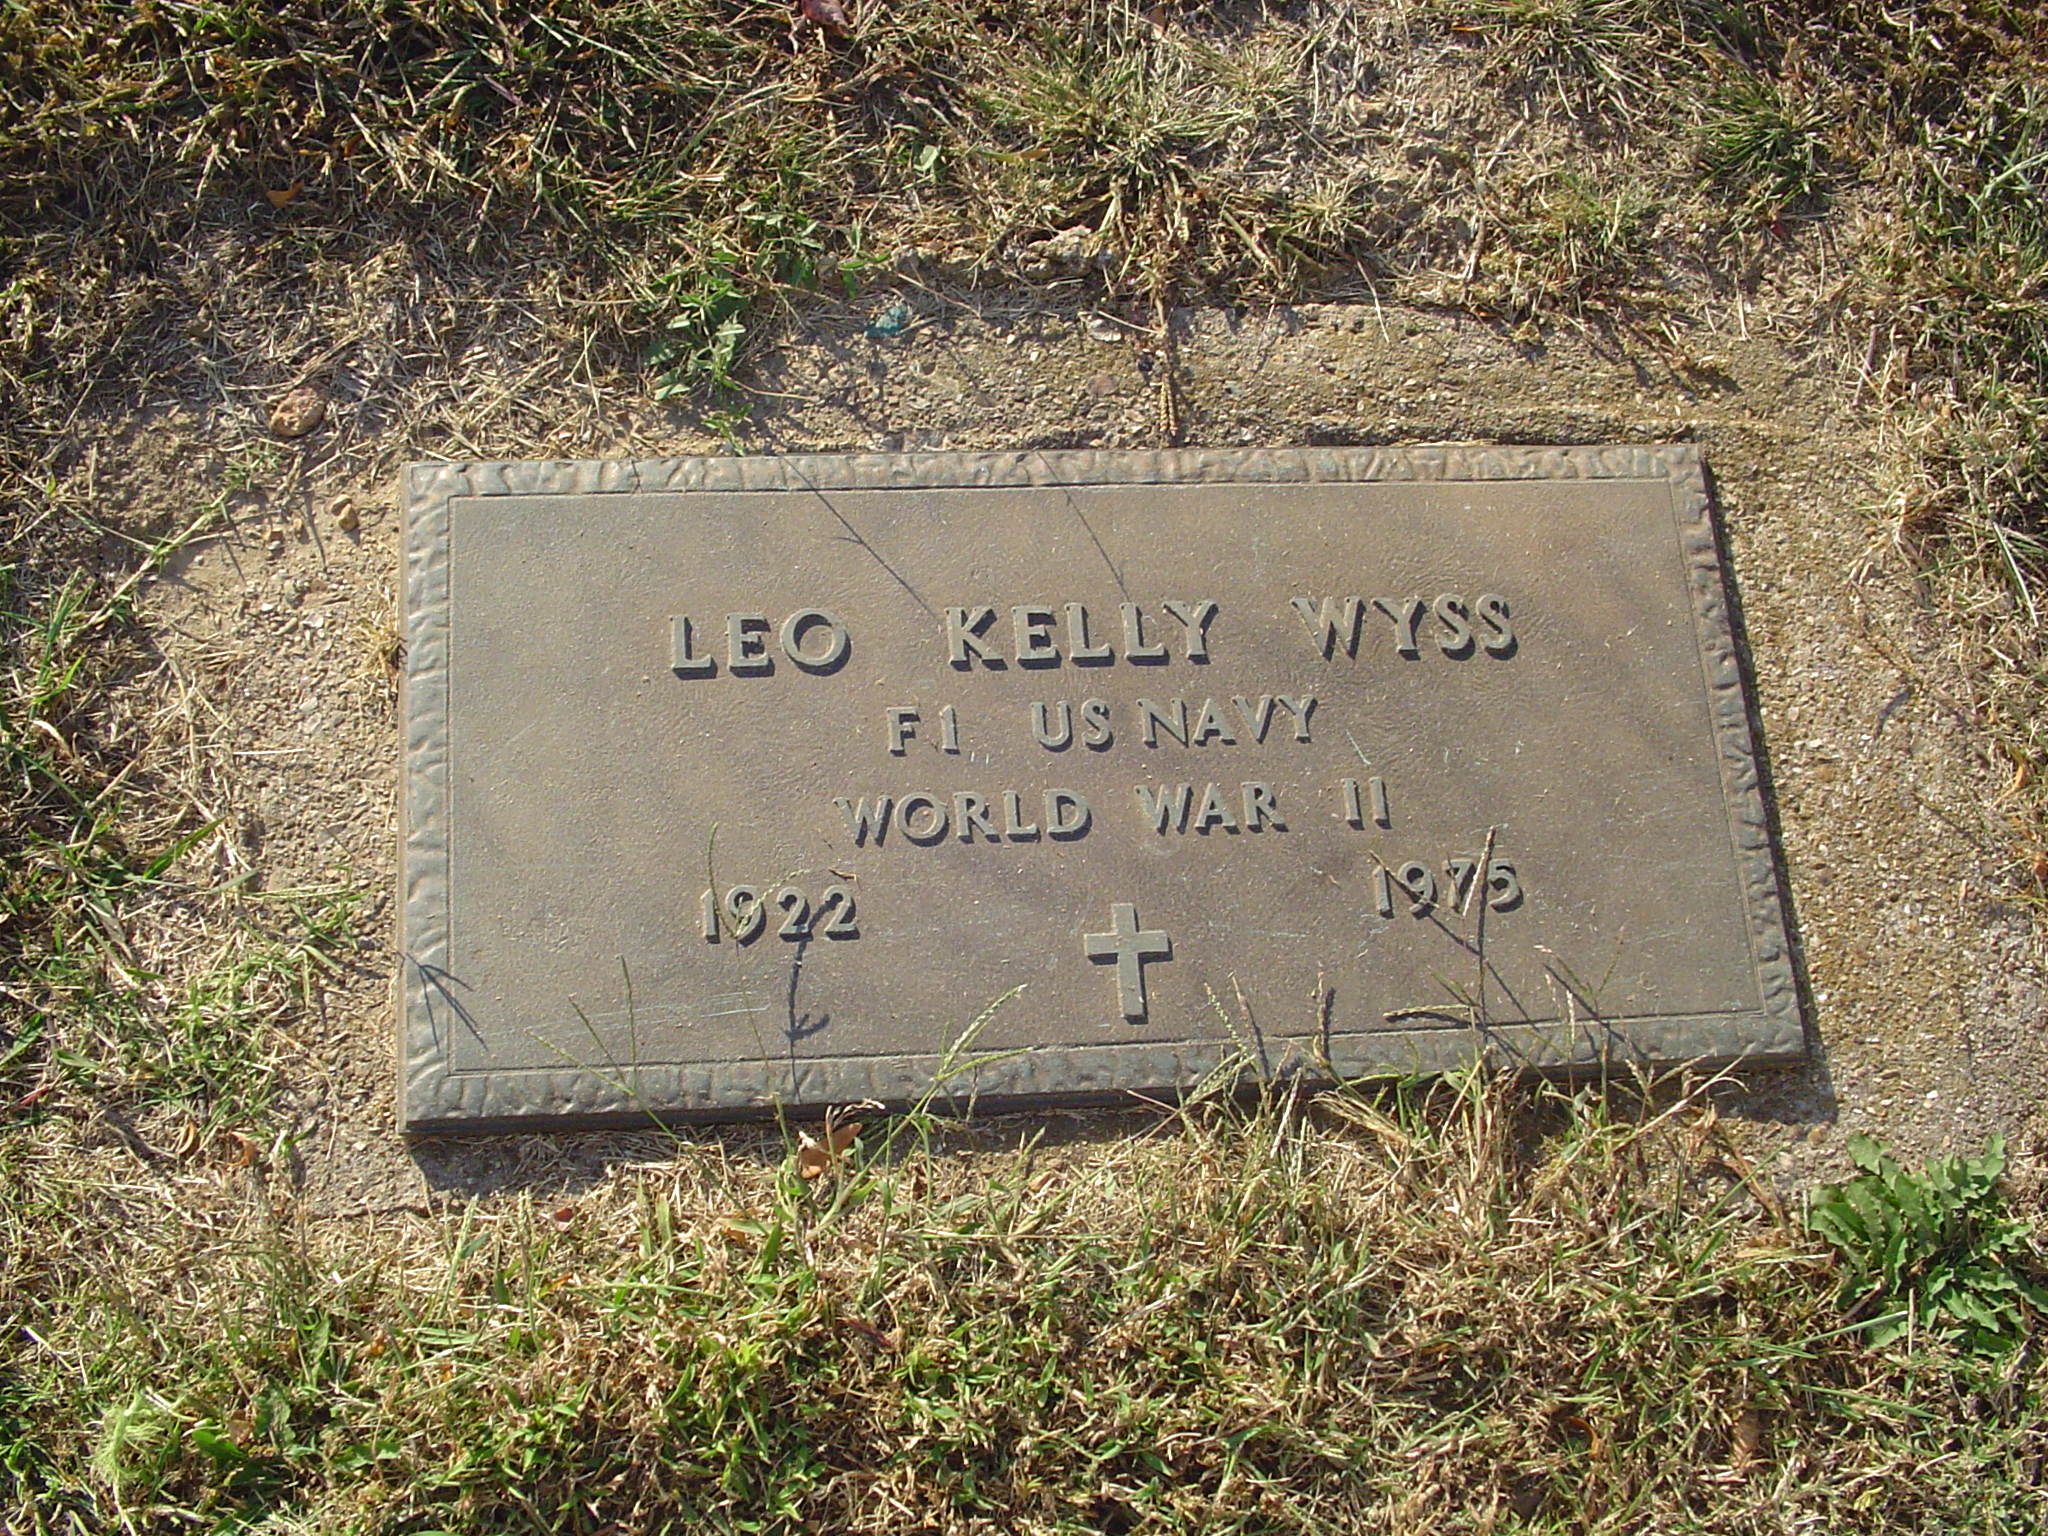 LEO KELLY WYSS
F1 US NAVY
WORLD WAR II
1922 1975